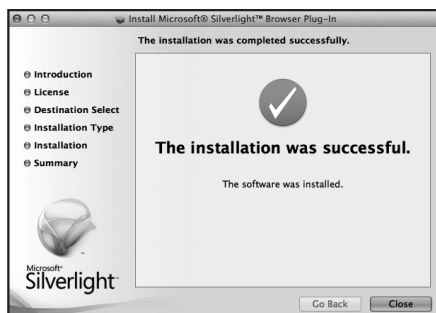 Install Microsoft® Silverlight™ Browser Plug-In
The installation was completed successfully.
Introduction
License
Destination Select
Installation Type
Installation
Summary
The installation was successful.
The software was installed.
Microsoft®
Silverlight™
Go Back
Close